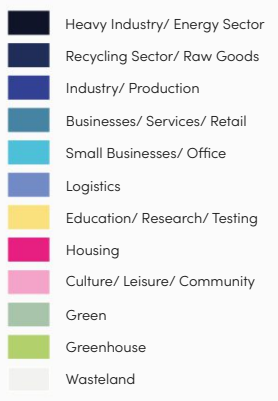 Heavy Industry/ Energy Sector
Recycling Sector/ Raw Goods
Industry/ Production
Businesses/ Services/ Retail
Small Businesses/ Office
Logistics
Education/ Research/ Testing
Housing
Culture/ Leisure/ Community
Green
Greenhouse
Wasteland